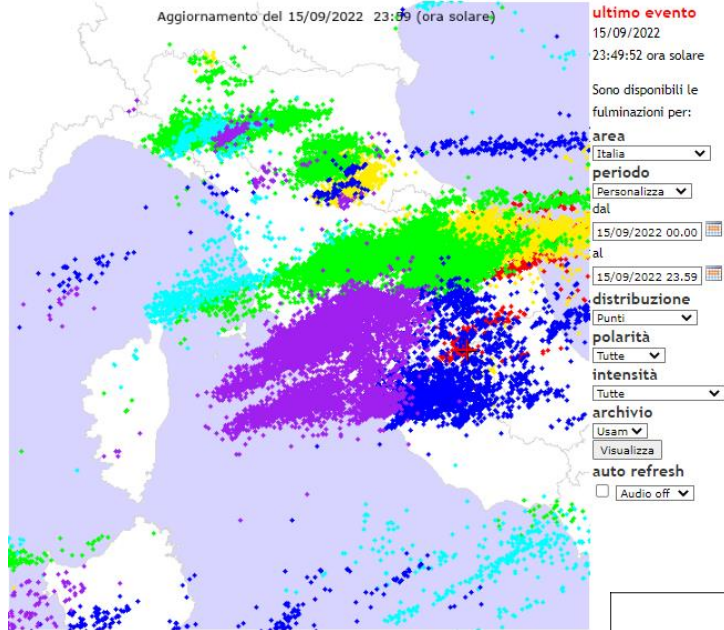 Aggiornamento del 15/09/2022 23:59 (ora solare)
ultimo evento
15/09/2022
23:49:52 ora solare
Sono disponibili le
fulminazioni per:
area
Italia
periodo
Personalizza
dal
15/09/2022 00.00
al
15/09/2022 23.59
distribuzione
Punti
polarità
Tutte
intensità
Tutte
archivio
Usam
Visualizza
auto refresh
Audio off